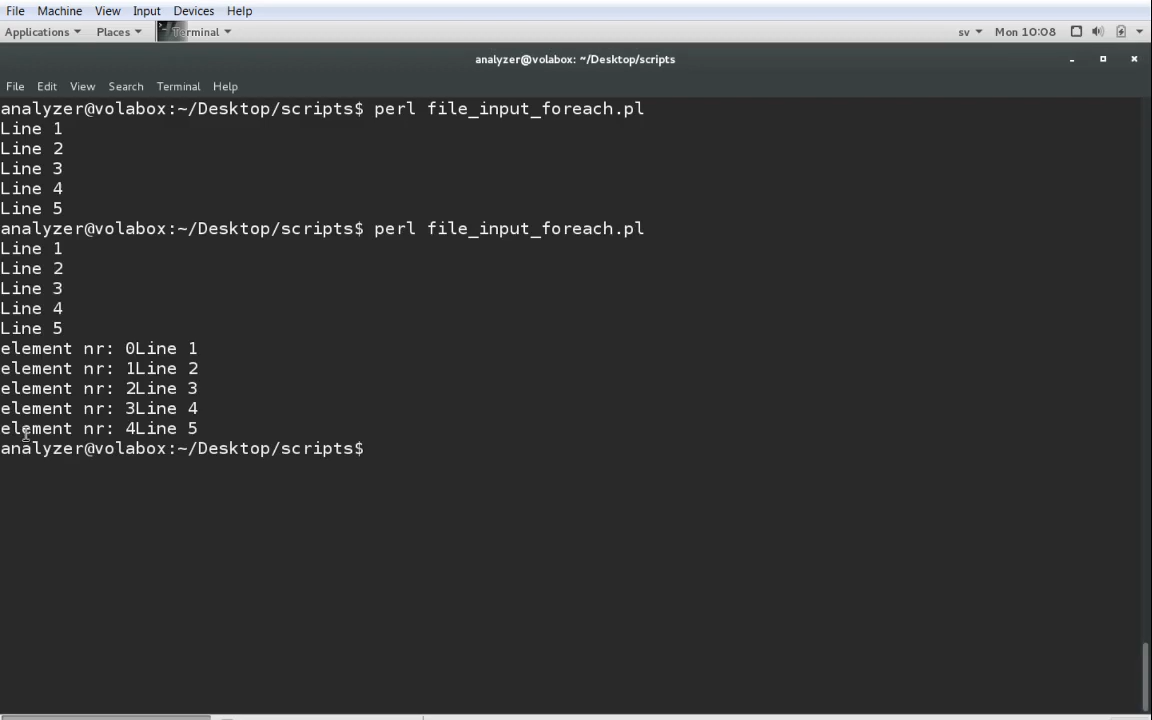 File Machine View Input Devices Help
Applications Places Terminal sv Mon 10:08
analyzer@volabox: ~/Desktop/scripts
File Edit View Search Terminal Help
analyzer@volabox:~/Desktop/scripts$ perl file_input_foreach.pl
Line 1
Line 2
Line 3
Line 4
Line 5
analyzer@volabox:~/Desktop/scripts$ perl file_input_foreach.pl
Line 1
Line 2
Line 3
Line 4
Line 5
element nr: 0Line 1
element nr: 1Line 2
element nr: 2Line 3
element nr: 3Line 4
element nr: 4Line 5
analyzer@volabox:~/Desktop/scripts$